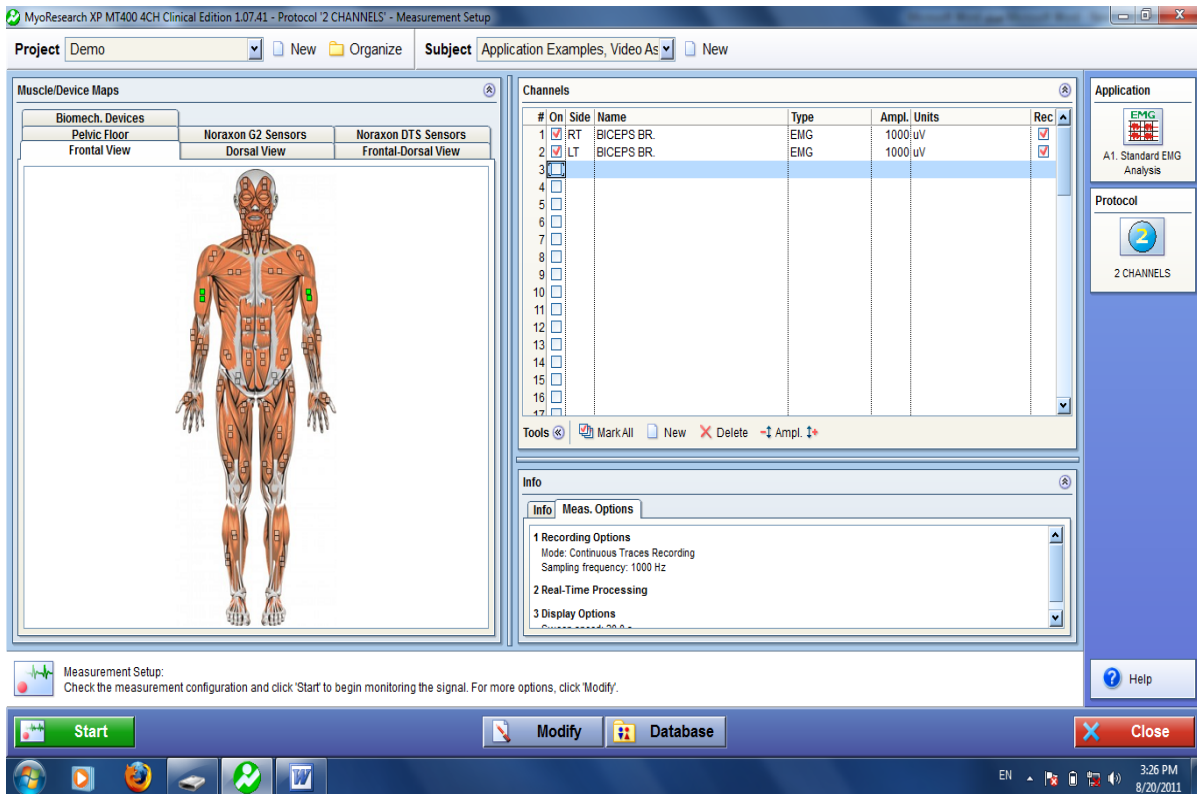 MyoResearch XP MT400 4CH Clinical Edition 1.07.41 - Protocol '2 CHANNELS' - Measurement Setup
Project Demo New Organize Subject Application Examples, Video As New
Muscle/Device Maps
Biomech. Devices
Pelvic Floor Noraxon G2 Sensors Noraxon DTS Sensors
Frontal View Dorsal View Frontal-Dorsal View
Channels
# On Side Name Type Ampl. Units Rec
1 RT BICEPS BR. EMG 1000 uV
2 LT BICEPS BR. EMG 1000 uV
3
4
5
6
7
8
9
10
11
12
13
14
15
16
17
Tools Mark All New Delete Ampl.
Info
Info Meas. Options
1 Recording Options
Mode: Continuous Traces Recording
Sampling frequency: 1000 Hz
2 Real-Time Processing
3 Display Options
Application
EMG
A1. Standard EMG
Analysis
Protocol
2
2 CHANNELS
Help
Measurement Setup:
Check the measurement configuration and click 'Start' to begin monitoring the signal. For more options, click 'Modify'.
Start Modify Database Close
W EN 3:26 PM
8/20/2011